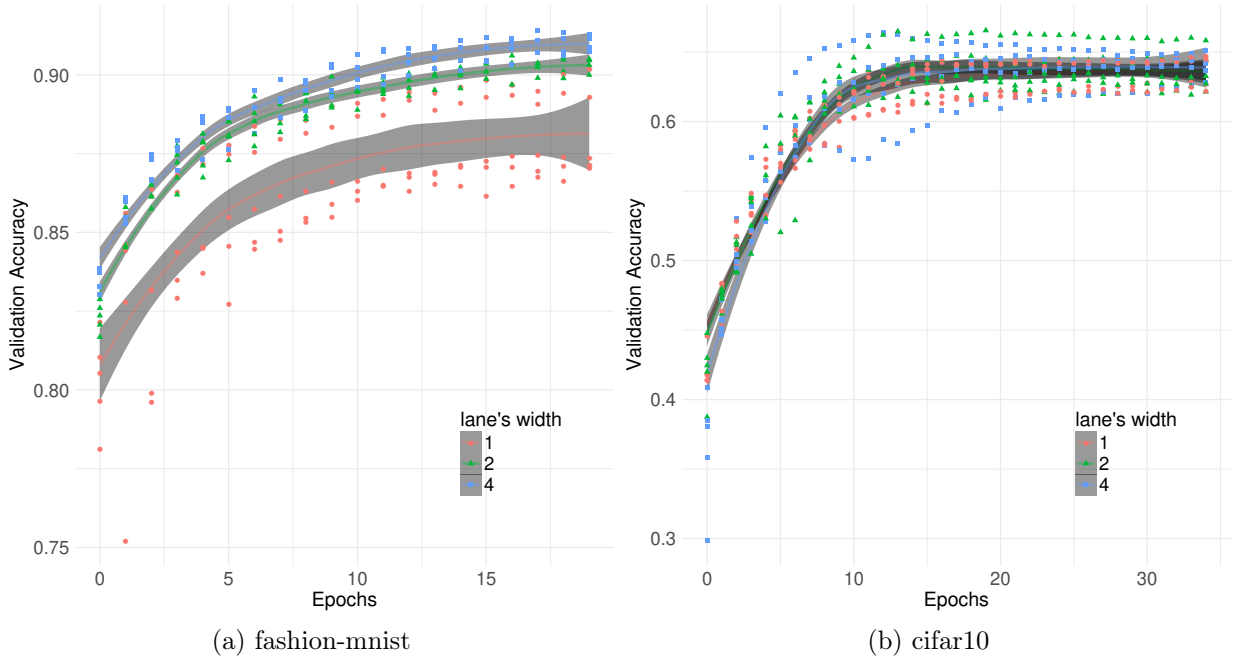 Validation Accuracy
0.90
0.85
0.80
0.75
0
5
10
15
Epochs
lane's width
1
2
4
(a) fashion-mnist
Validation Accuracy
0.6
0.5
0.4
0.3
0
10
20
30
Epochs
lane's width
1
2
4
(b) cifar10